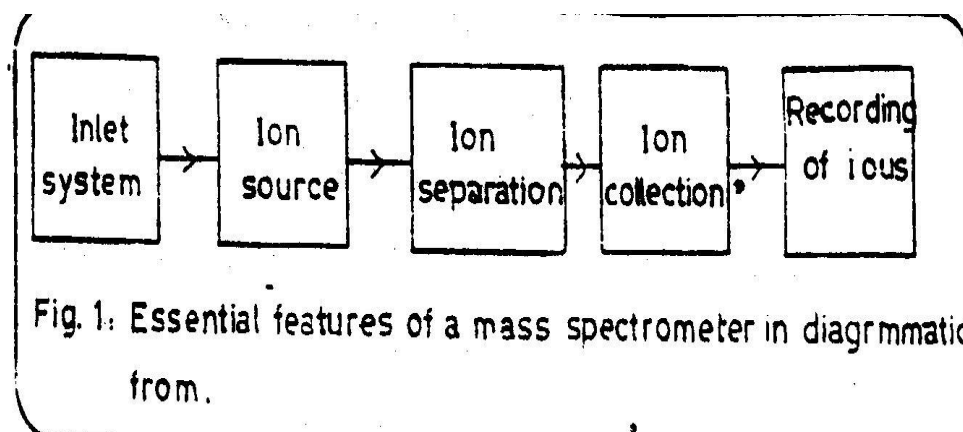 Inlet
system
Ion
source
Ion
separation
Ion
collection
Recording
of ious
Fig. 1: Essential features of a mass spectrometer in diagrmmatic
from.